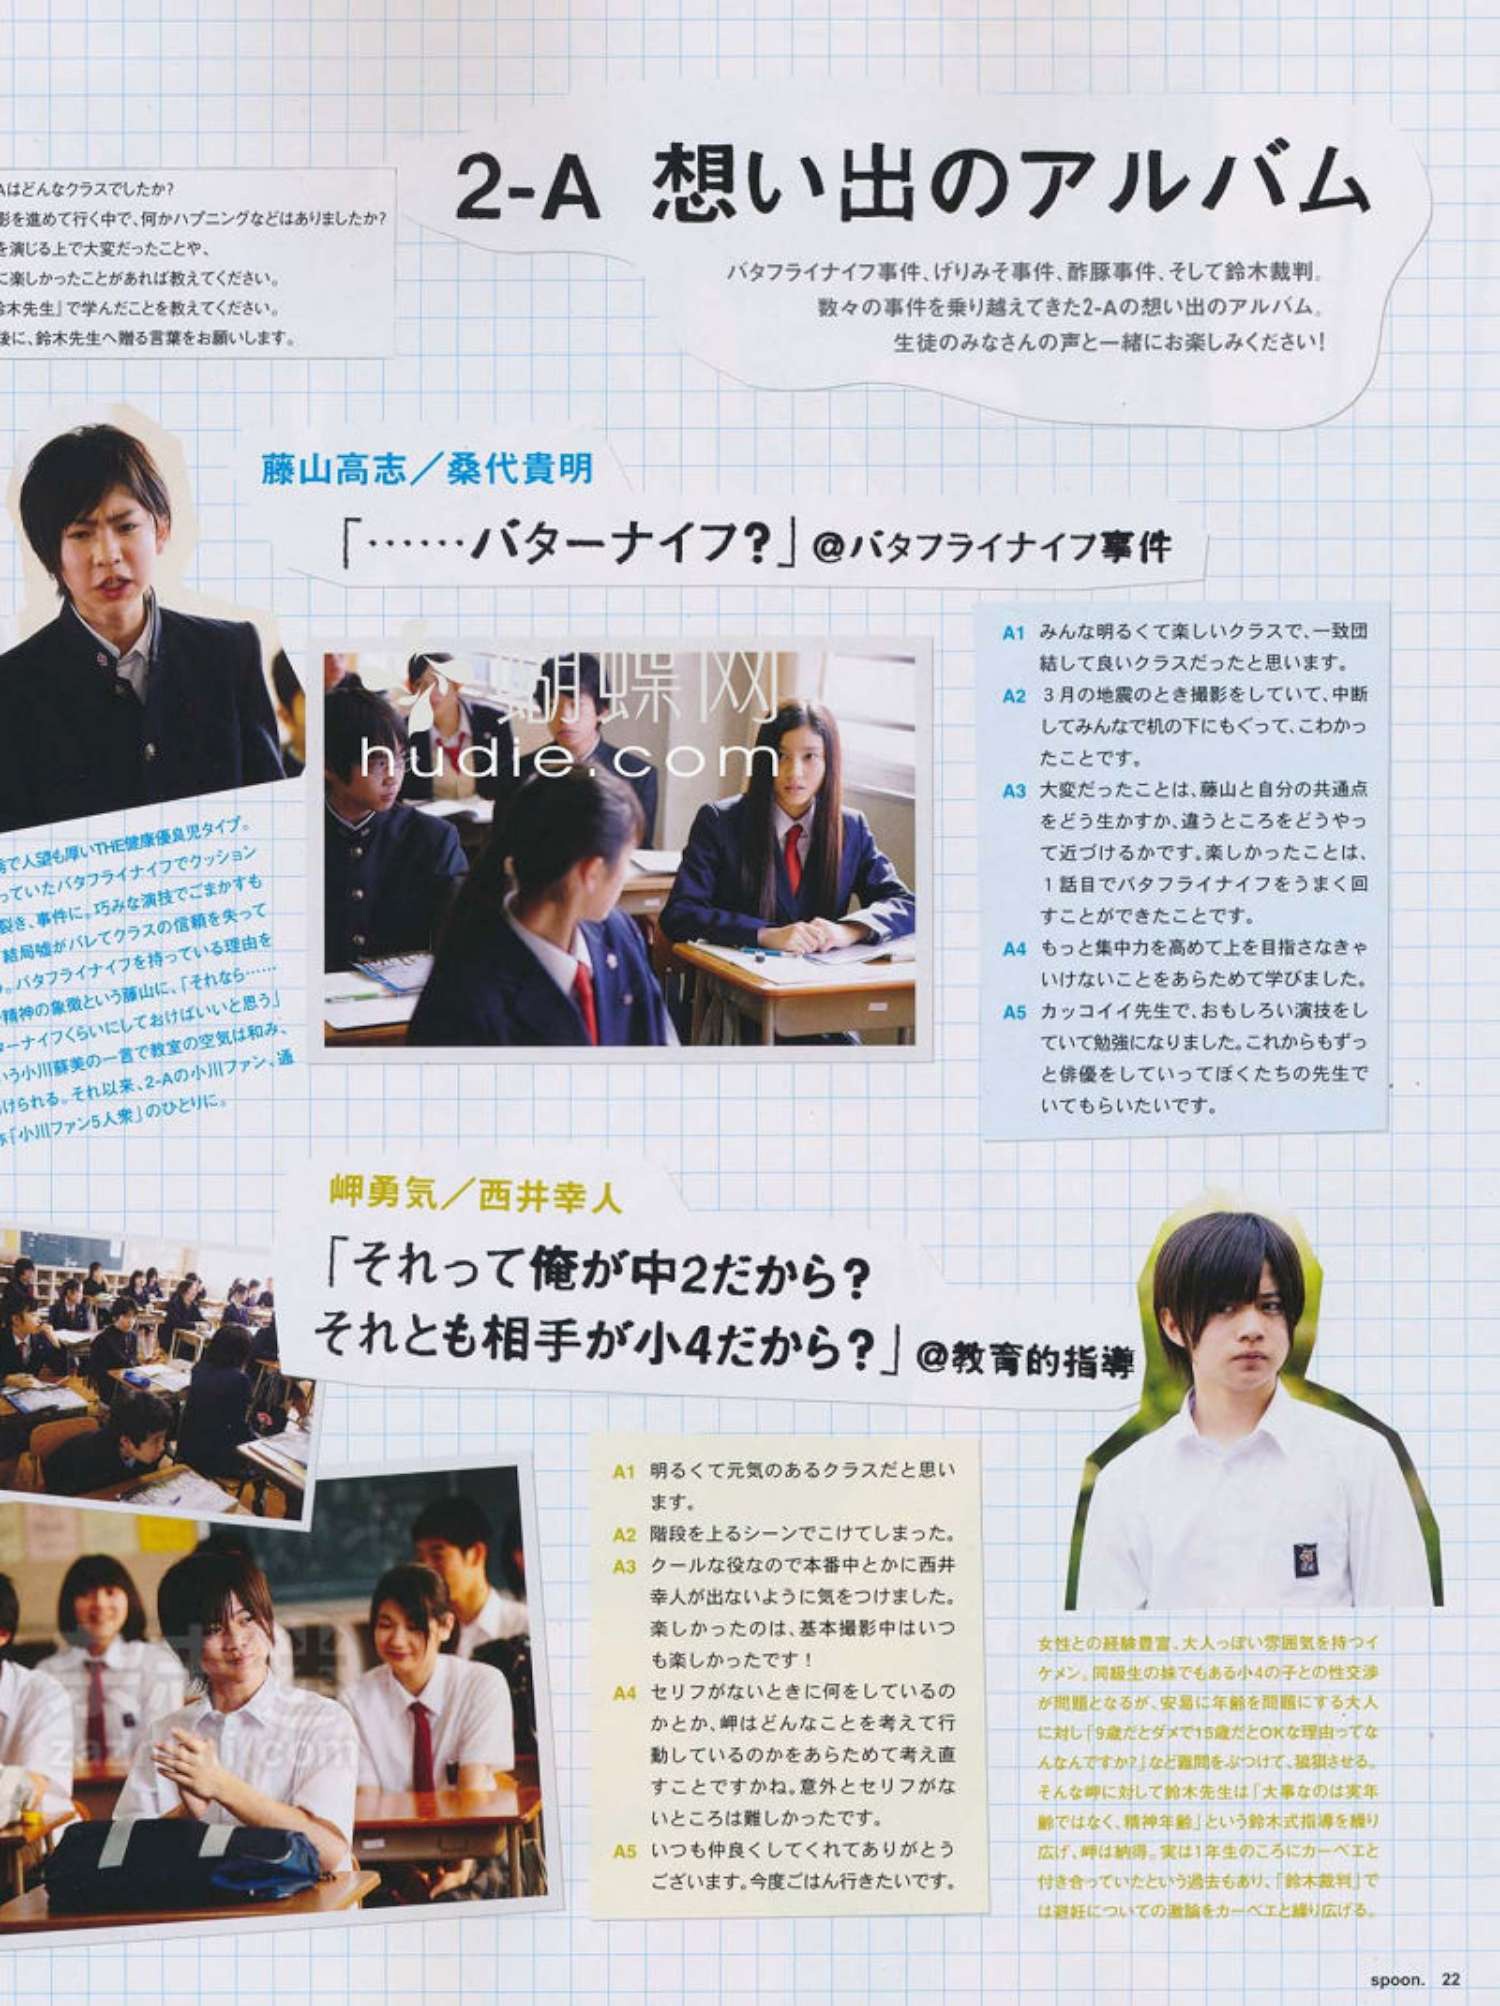 2-A 想い出のアルバム
バタフライナイフ事件、げりみそ事件、酢豚事件、そして鈴木裁判。
数々の事件を乗り越えてきた2-Aの想い出のアルバム。
生徒のみなさんの声と一緒にお楽しみください!
Aはどんなクラスでしたか?
影を進めて行く中で、何かハプニングなどはありましたか?
を演じる上で大変だったことや、
に楽しかったことがあれば教えてください。
木先生」で学んだことを教えてください。
後に、鈴木先生へ贈る言葉をお願いします。
藤山高志／桑代貴明
「……バターナイフ?」@バタフライナイフ事件
蝴蝶网
hudie.com
A1 みんな明るくて楽しいクラスで、一致団
結して良いクラスだったと思います。
A2 3月の地震のとき撮影をしていて、中断
してみんなで机の下にもぐって、こわかっ
たことです。
A3 大変だったことは、藤山と自分の共通点
をどう生かすか、違うところをどうやっ
て近づけるかです。楽しかったことは、
1話目でバタフライナイフをうまく回
すことができたことです。
A4 もっと集中力を高めて上を目指さなきゃ
いけないことをあらためて学びました。
A5 カッコイイ先生で、おもしろい演技をし
ていて勉強になりました。これからもずっ
と俳優をしていってぼくたちの先生で
いてもらいたいです。
で人望も厚いTHE健康優良児タイプ。
っていたバタフライナイフでクッション
裂き、事件に。巧みな演技でごまかすも
結局嘘がバレてクラスの信頼を失って
。バタフライナイフを持っている理由を
精神の象徴という藤山に、「それなら……
ターナイフくらいにしておけばいいと思う」
いう小川蘇美の一言で教室の空気は和み、
けられる。それ以来、2-Aの小川ファン、通
称「小川ファン5人衆」のひとりに。
岬勇気／西井幸人
「それって俺が中2だから?
それとも相手が小4だから?」@教育的指導
A1 明るくて元気のあるクラスだと思い
ます。
A2 階段を上るシーンでこけてしまった。
A3 クールな役なので本番中とかに西井
幸人が出ないように気をつけました。
楽しかったのは、基本撮影中はいつ
も楽しかったです!
A4 セリフがないときに何をしているの
かとか、岬はどんなことを考えて行
動しているのかをあらためて考え直
すことですかね。意外とセリフがな
いところは難しかったです。
A5 いつも仲良くしてくれてありがとう
ございます。今度ごはん行きたいです。
女性との経験豊富、大人っぽい雰囲気を持つイ
ケメン。同級生の妹でもある小4の子との性交渉
が問題となるが、安易に年齢を問題にする大人
に対し「9歳だとダメで15歳だとOKな理由ってな
んなんですか?」など難問をぶつけて、狼狽させる。
そんな岬に対して鈴木先生は「大事なのは実年
齢ではなく、精神年齢」という鈴木式指導を繰り
広げ、岬は納得。実は1年生のころにカーベェと
付き合っていたという過去もあり、「鈴木裁判」で
は避妊についての激論をカーベェと繰り広げる。
spoon. 22